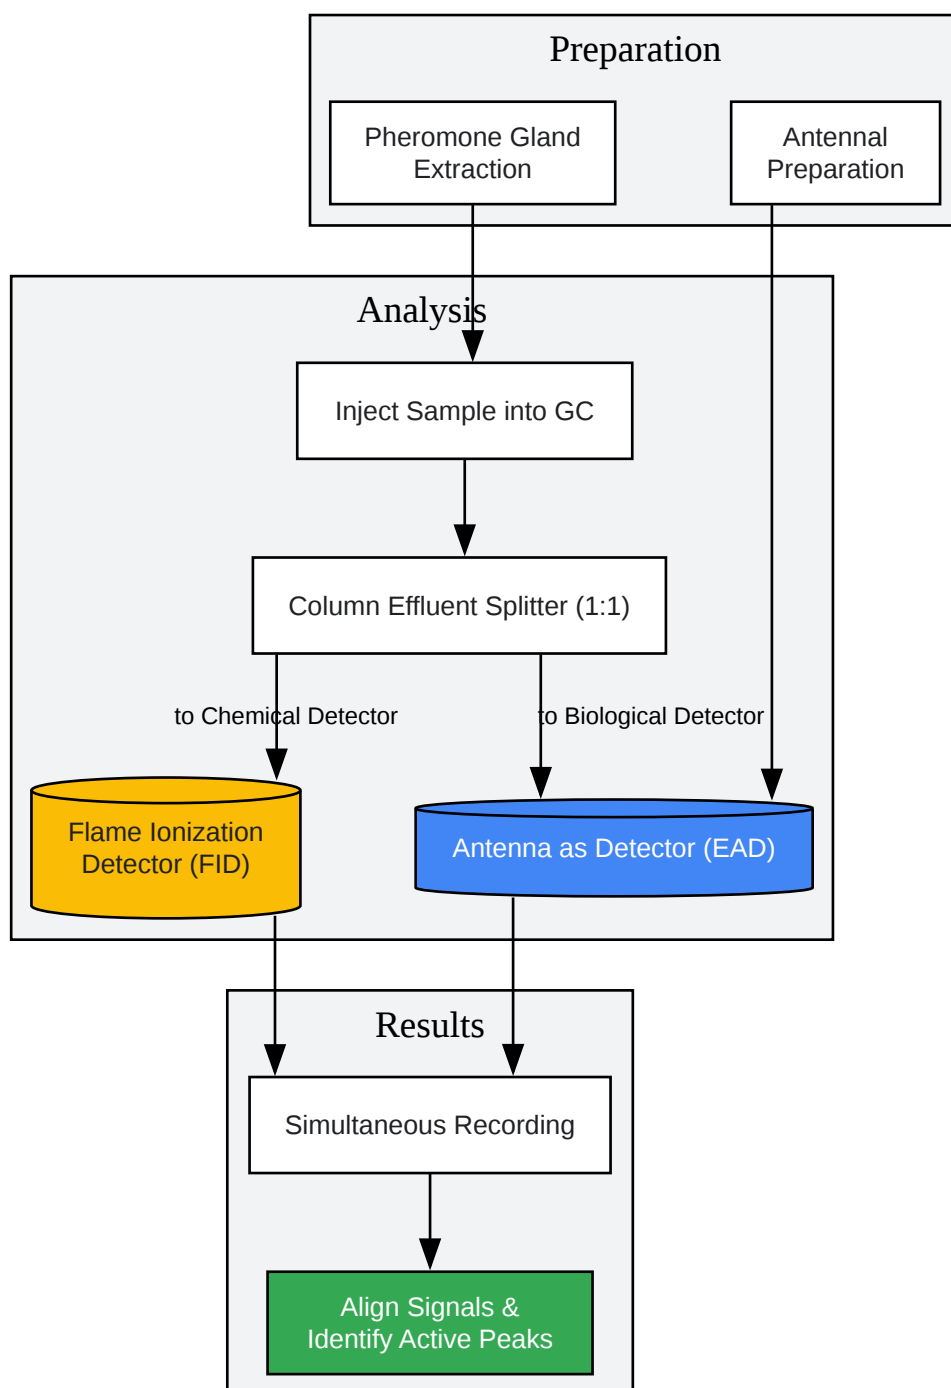 Preparation
Pheromone Gland
Extraction
Antennal
Preparation
Analysis
Inject Sample into GC
Column Effluent Splitter (1:1)
to Chemical Detector
to Biological Detector
Flame Ionization
Detector (FID)
Antenna as Detector (EAD)
Results
Simultaneous Recording
Align Signals &
Identify Active Peaks